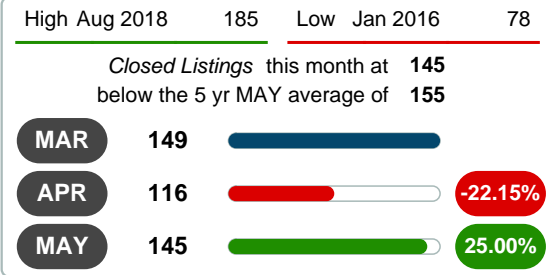 High Aug 2018 185 Low Jan 2016 78
Closed Listings this month at 145
below the 5 yr MAY average of 155
MAR 149
APR 116 -22.15%
MAY 145 25.00%